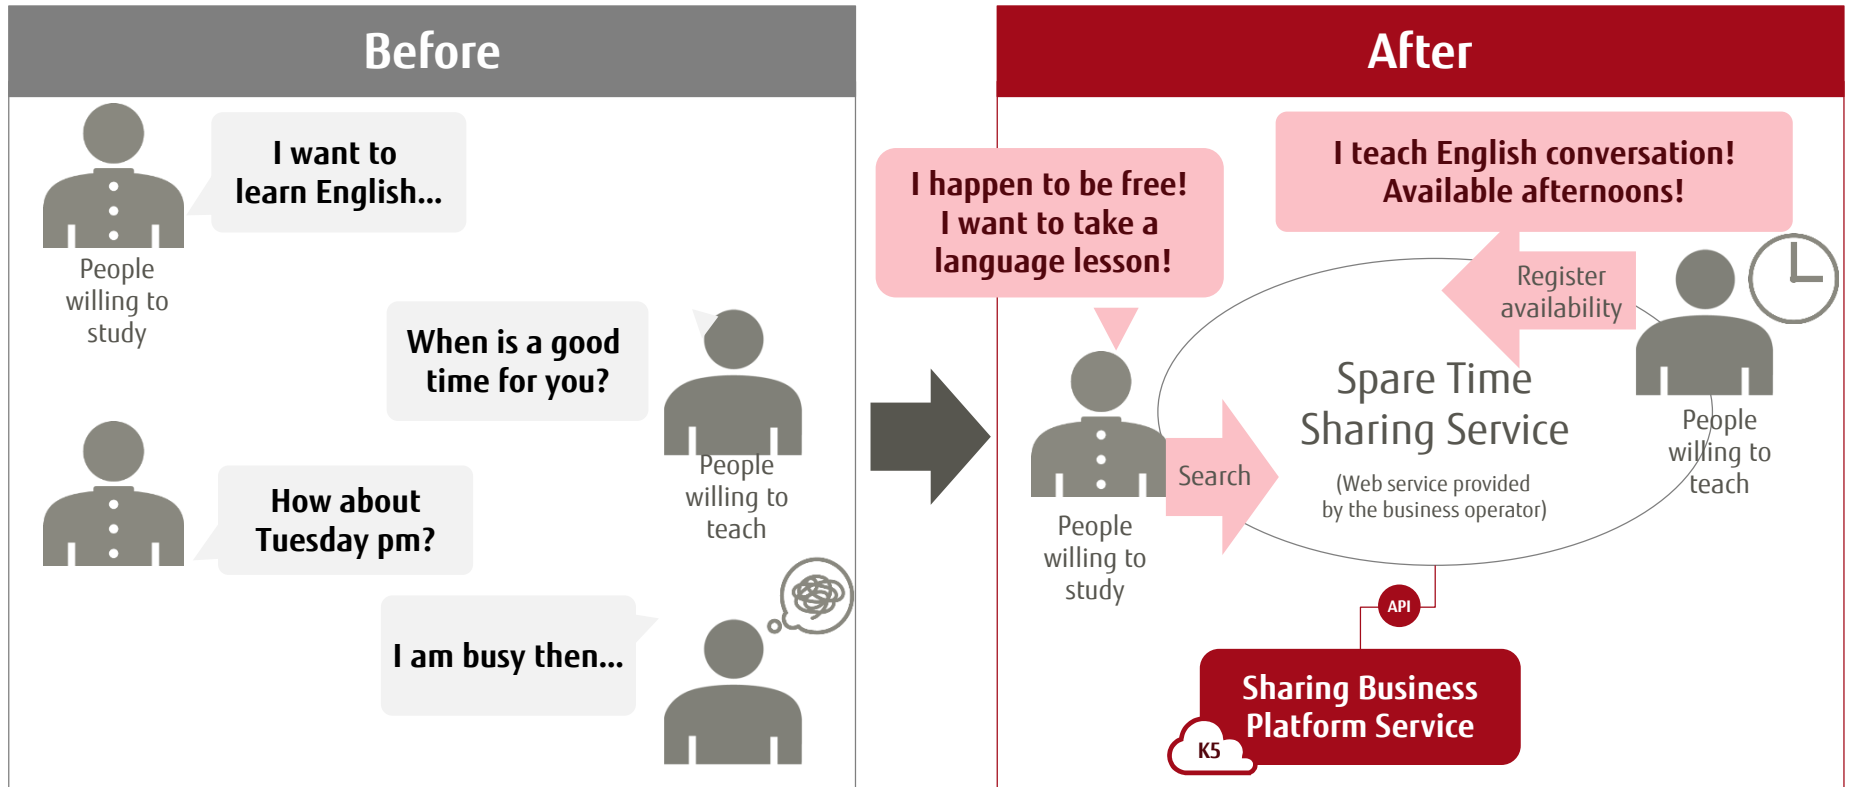 Before
I want to
learn English...
People
willing to
study
When is a good
time for you?
People
willing to
teach
How about
Tuesday pm?
I am busy then...
After
I happen to be free!
I want to take a
language lesson!
I teach English conversation!
Available afternoons!
Register
availability
People
willing to
teach
Spare Time
Sharing Service
(Web service provided
by the business operator)
Search
People
willing to
study
API
Sharing Business
Platform Service
K5